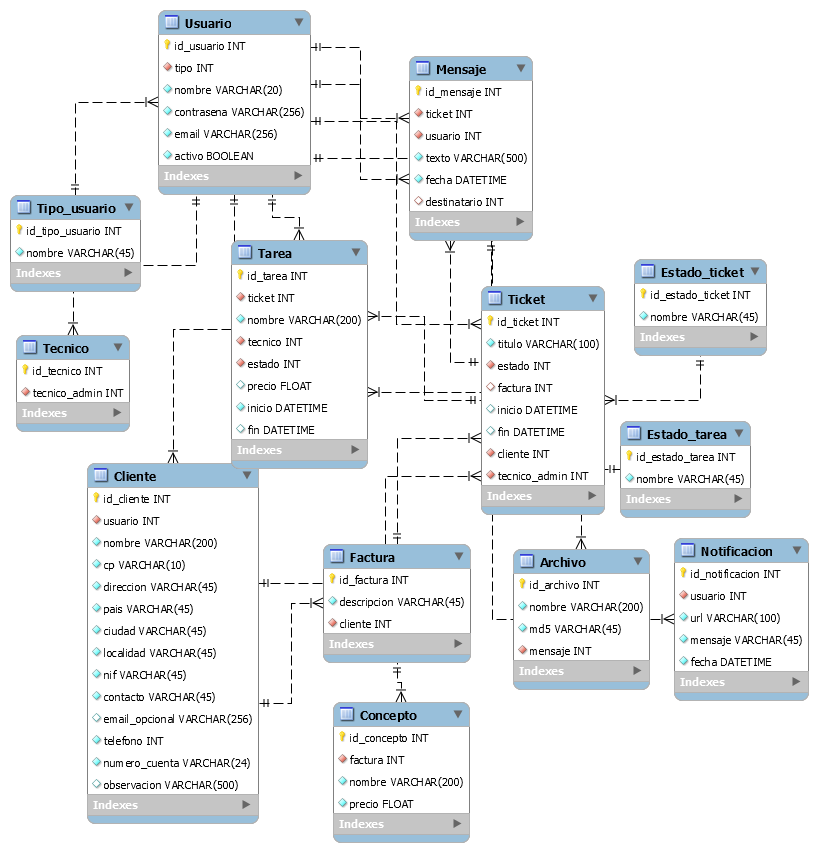 Usuario
id_usuario INT
tipo INT
nombre VARCHAR(20)
contrasena VARCHAR(256)
email VARCHAR(256)
activo BOOLEAN
Indexes
Mensaje
id_mensaje INT
ticket INT
usuario INT
texto VARCHAR(500)
fecha DATETIME
destinatario INT
Indexes
Tipo_usuario
id_tipo_usuario INT
nombre VARCHAR(45)
Indexes
Tarea
id_tarea INT
ticket INT
nombre VARCHAR(200)
tecnico INT
estado INT
precio FLOAT
inicio DATETIME
fin DATETIME
Indexes
Ticket
id_ticket INT
titulo VARCHAR(100)
estado INT
factura INT
inicio DATETIME
fin DATETIME
cliente INT
tecnico_admin INT
Indexes
Estado_ticket
id_estado_ticket INT
nombre VARCHAR(45)
Indexes
Tecnico
id_tecnico INT
tecnico_admin INT
Indexes
Estado_tarea
id_estado_tarea INT
nombre VARCHAR(45)
Indexes
Cliente
id_cliente INT
usuario INT
nombre VARCHAR(200)
cp VARCHAR(10)
direccion VARCHAR(45)
pais VARCHAR(45)
ciudad VARCHAR(45)
localidad VARCHAR(45)
nif VARCHAR(45)
contacto VARCHAR(45)
email_opcional VARCHAR(256)
telefono INT
numero_cuenta VARCHAR(24)
observacion VARCHAR(500)
Indexes
Factura
id_factura INT
descripcion VARCHAR(45)
cliente INT
Indexes
Archivo
id_archivo INT
nombre VARCHAR(200)
md5 VARCHAR(45)
mensaje INT
Indexes
Notificacion
id_notificacion INT
usuario INT
url VARCHAR(100)
mensaje VARCHAR(45)
fecha DATETIME
Indexes
Concepto
id_concepto INT
factura INT
nombre VARCHAR(200)
precio FLOAT
Indexes